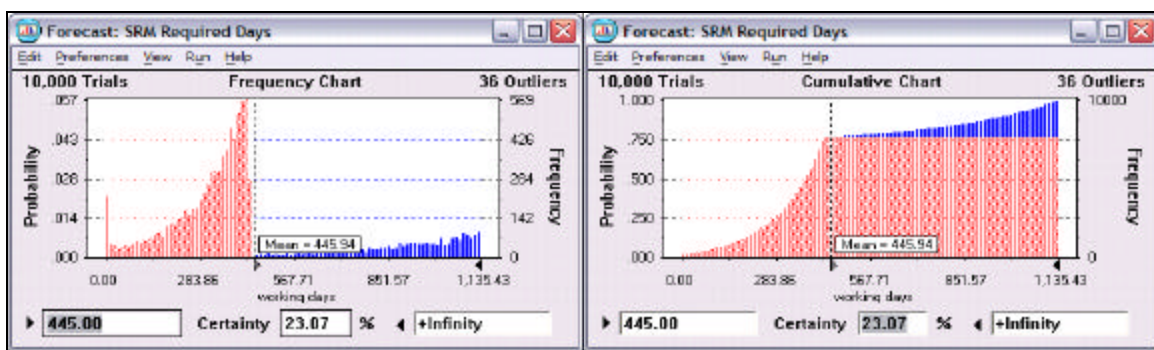 Forecast: SRM Required Days
Edit Preferences View Run Help
10,000 Trials Frequency Chart 36 Outliers
.057 569
.043 426
.028 284
.014 142
.000 0
Probability
Frequency
Mean = 445.94
0.00 283.86 567.71 851.57 1,135.43
working days
445.00 Certainty 23.07 % +Infinity
Forecast: SRM Required Days
Edit Preferences View Run Help
10,000 Trials Cumulative Chart 36 Outliers
1.000 10000
.750
.500
.250
.000 0
Probability
Frequency
Mean = 445.94
0.00 283.86 567.71 851.57 1,135.43
working days
445.00 Certainty 23.07 % +Infinity